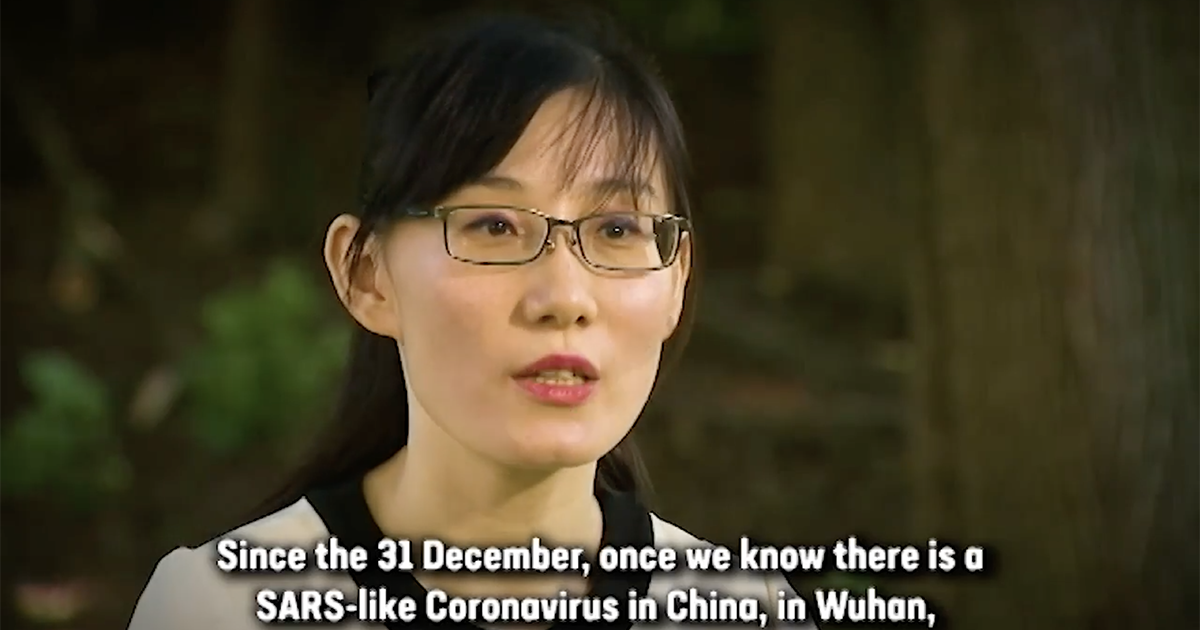 Since the 31 December, once we know there is a
SARS-like Coronavirus in China, in Wuhan,